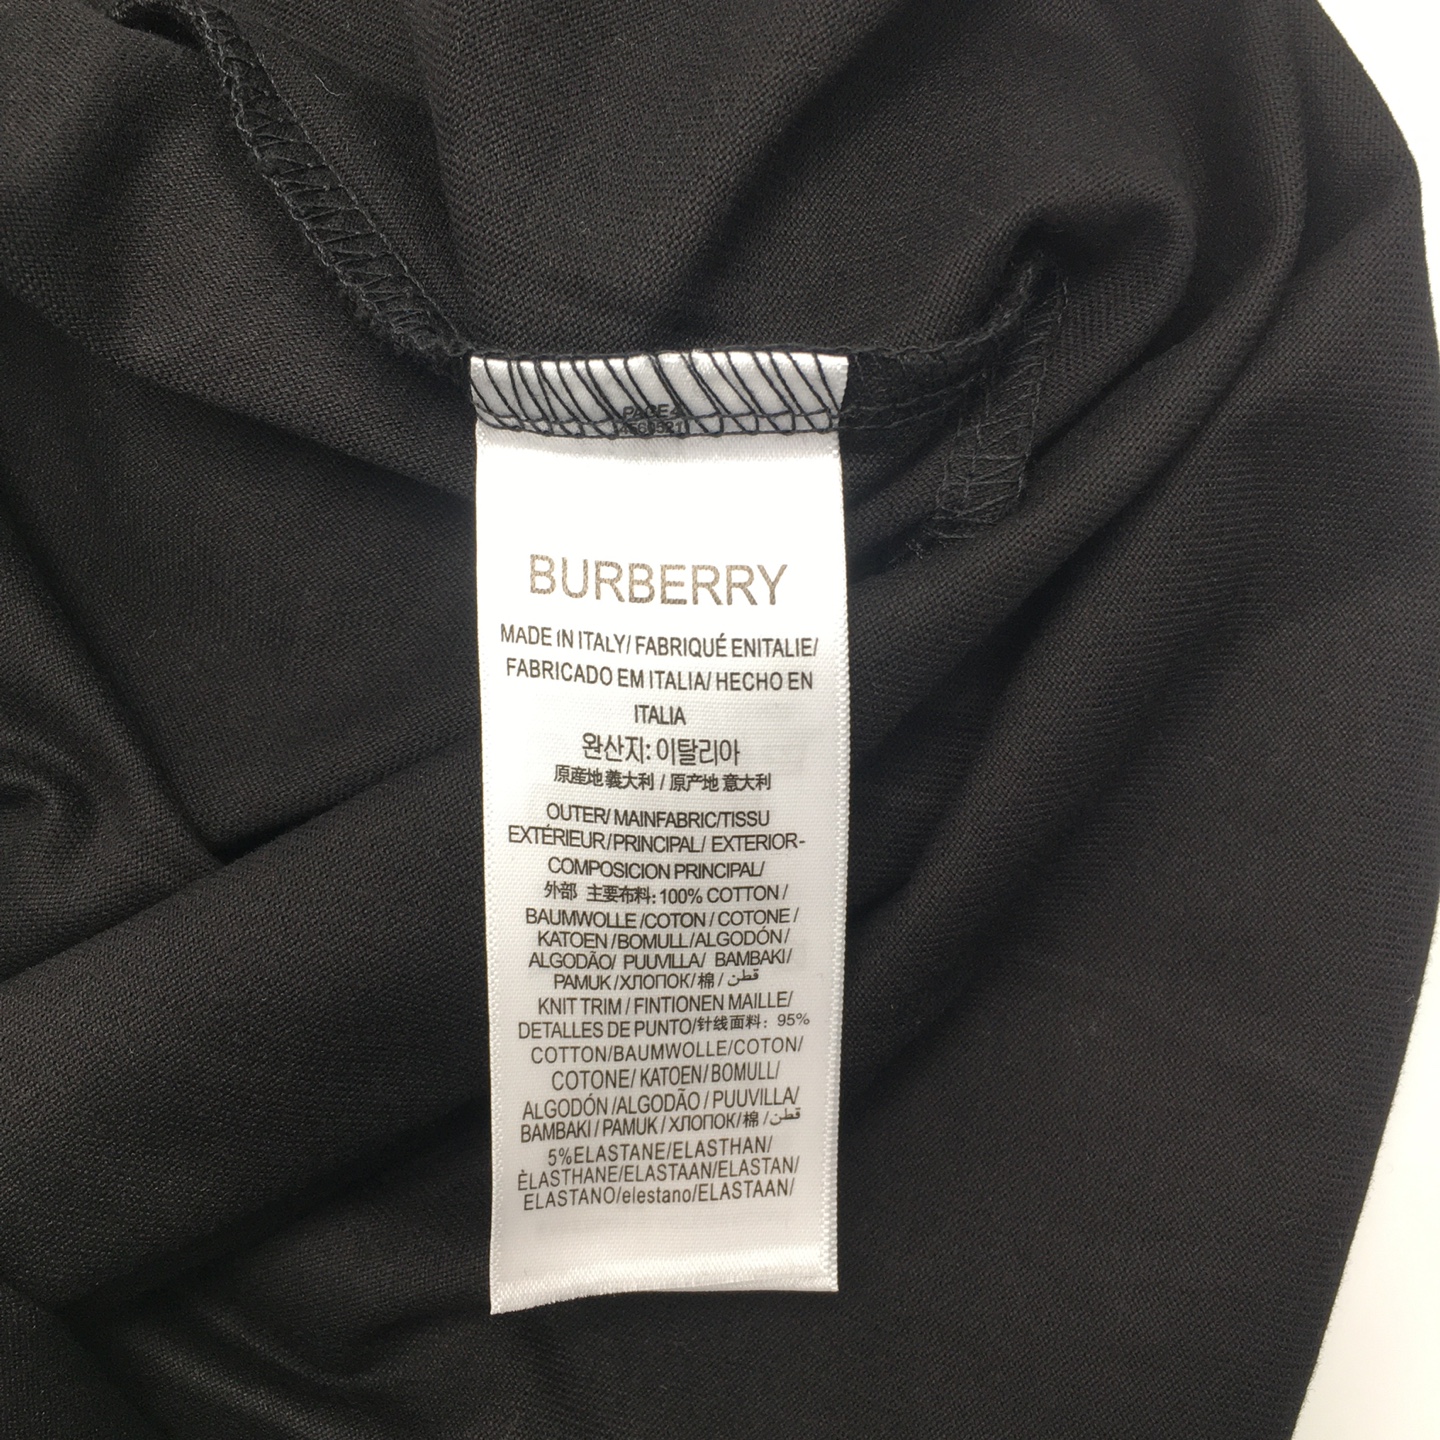 PAGE4
4560521
BURBERRY
MADE IN ITALY/ FABRIQUÉ ENITALIE/
FABRICADO EM ITALIA/ HECHO EN
ITALIA
완산지: 이탈리아
原産地義大利 / 原产地 意大利
OUTER/ MAINFABRIC/TISSU
EXTÉRIEUR/PRINCIPAL/ EXTERIOR-
COMPOSICION PRINCIPAL/
外部 主要布料: 100% COTTON /
BAUMWOLLE /COTON / COTONE /
KATOEN /BOMULL/ALGODÓN/
ALGODÃO/ PUUVILLA/ BAMBAKI/
PAMUK /ХЛОПОК/棉 / قطن
KNIT TRIM / FINTIONEN MAILLE/
DETALLES DE PUNTO/针线面料: 95%
COTTON/BAUMWOLLE/COTON/
COTONE/ KATOEN/ BOMULL/
ALGODÓN /ALGODÃO / PUUVILLA/
BAMBAKI / PAMUK / ХЛОПОК/棉 / قطن
5%ELASTANE/ELASTHAN/
ÈLASTHANE/ELASTAAN/ELASTAN/
ELASTANO/elestano/ELASTAAN/